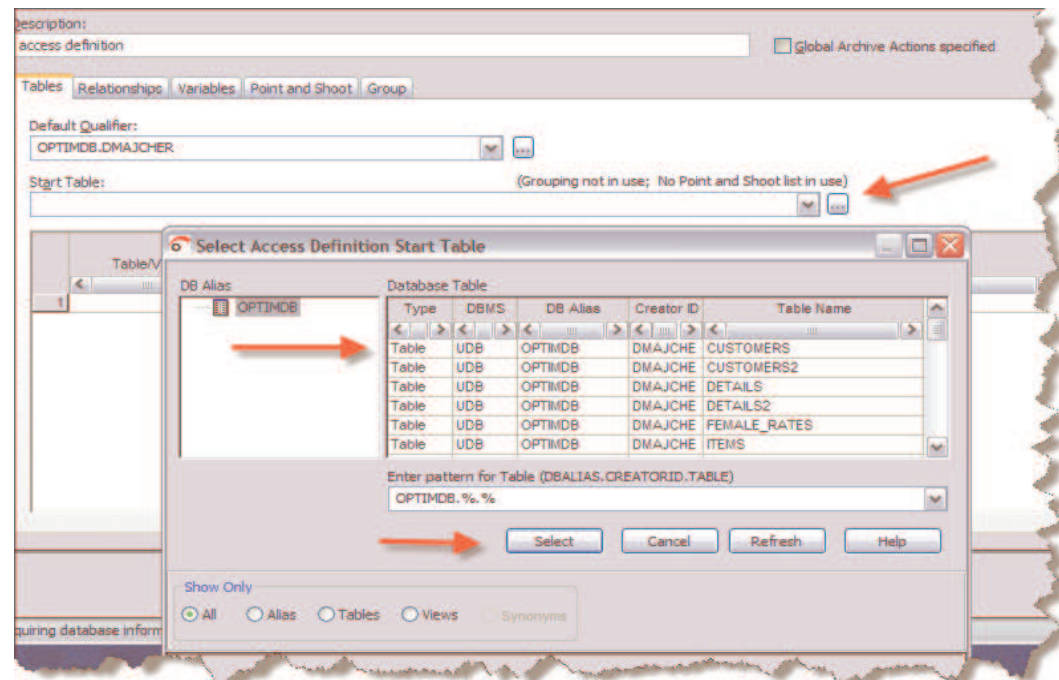 Description:
access definition
Global Archive Actions specified
Tables Relationships Variables Point and Shoot Group
Default Qualifier:
OPTIMDB.DMAJCHER
Start Table: (Grouping not in use; No Point and Shoot list in use)
Select Access Definition Start Table
Table/V
1
DB Alias Database Table
OPTIMDB
Type DBMS DB Alias Creator ID Table Name
Table UDB OPTIMDB DMAJCHE CUSTOMERS
Table UDB OPTIMDB DMAJCHE CUSTOMERS2
Table UDB OPTIMDB DMAJCHE DETAILS
Table UDB OPTIMDB DMAJCHE DETAILS2
Table UDB OPTIMDB DMAJCHE FEMALE_RATES
Table UDB OPTIMDB DMAJCHE ITEMS
Enter pattern for Table (DBALIAS.CREATORID.TABLE)
OPTIMDB.%.%
Select Cancel Refresh Help
Show Only
All Alias Tables Views Synonyms
quiring database inform